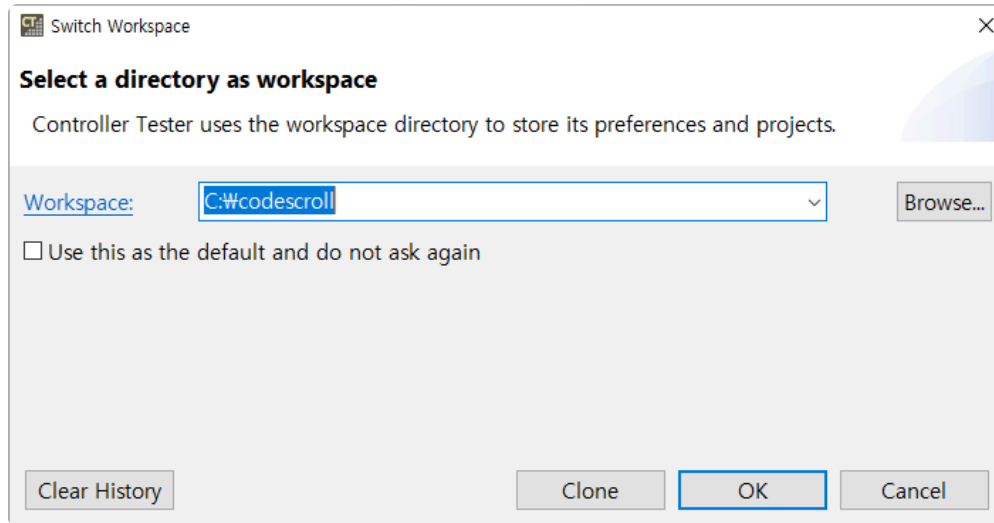 CT
Switch Workspace
Select a directory as workspace
Controller Tester uses the workspace directory to store its preferences and projects.
Workspace:
C:₩codescroll
Browse...
Use this as the default and do not ask again
Clear History
Clone
OK
Cancel